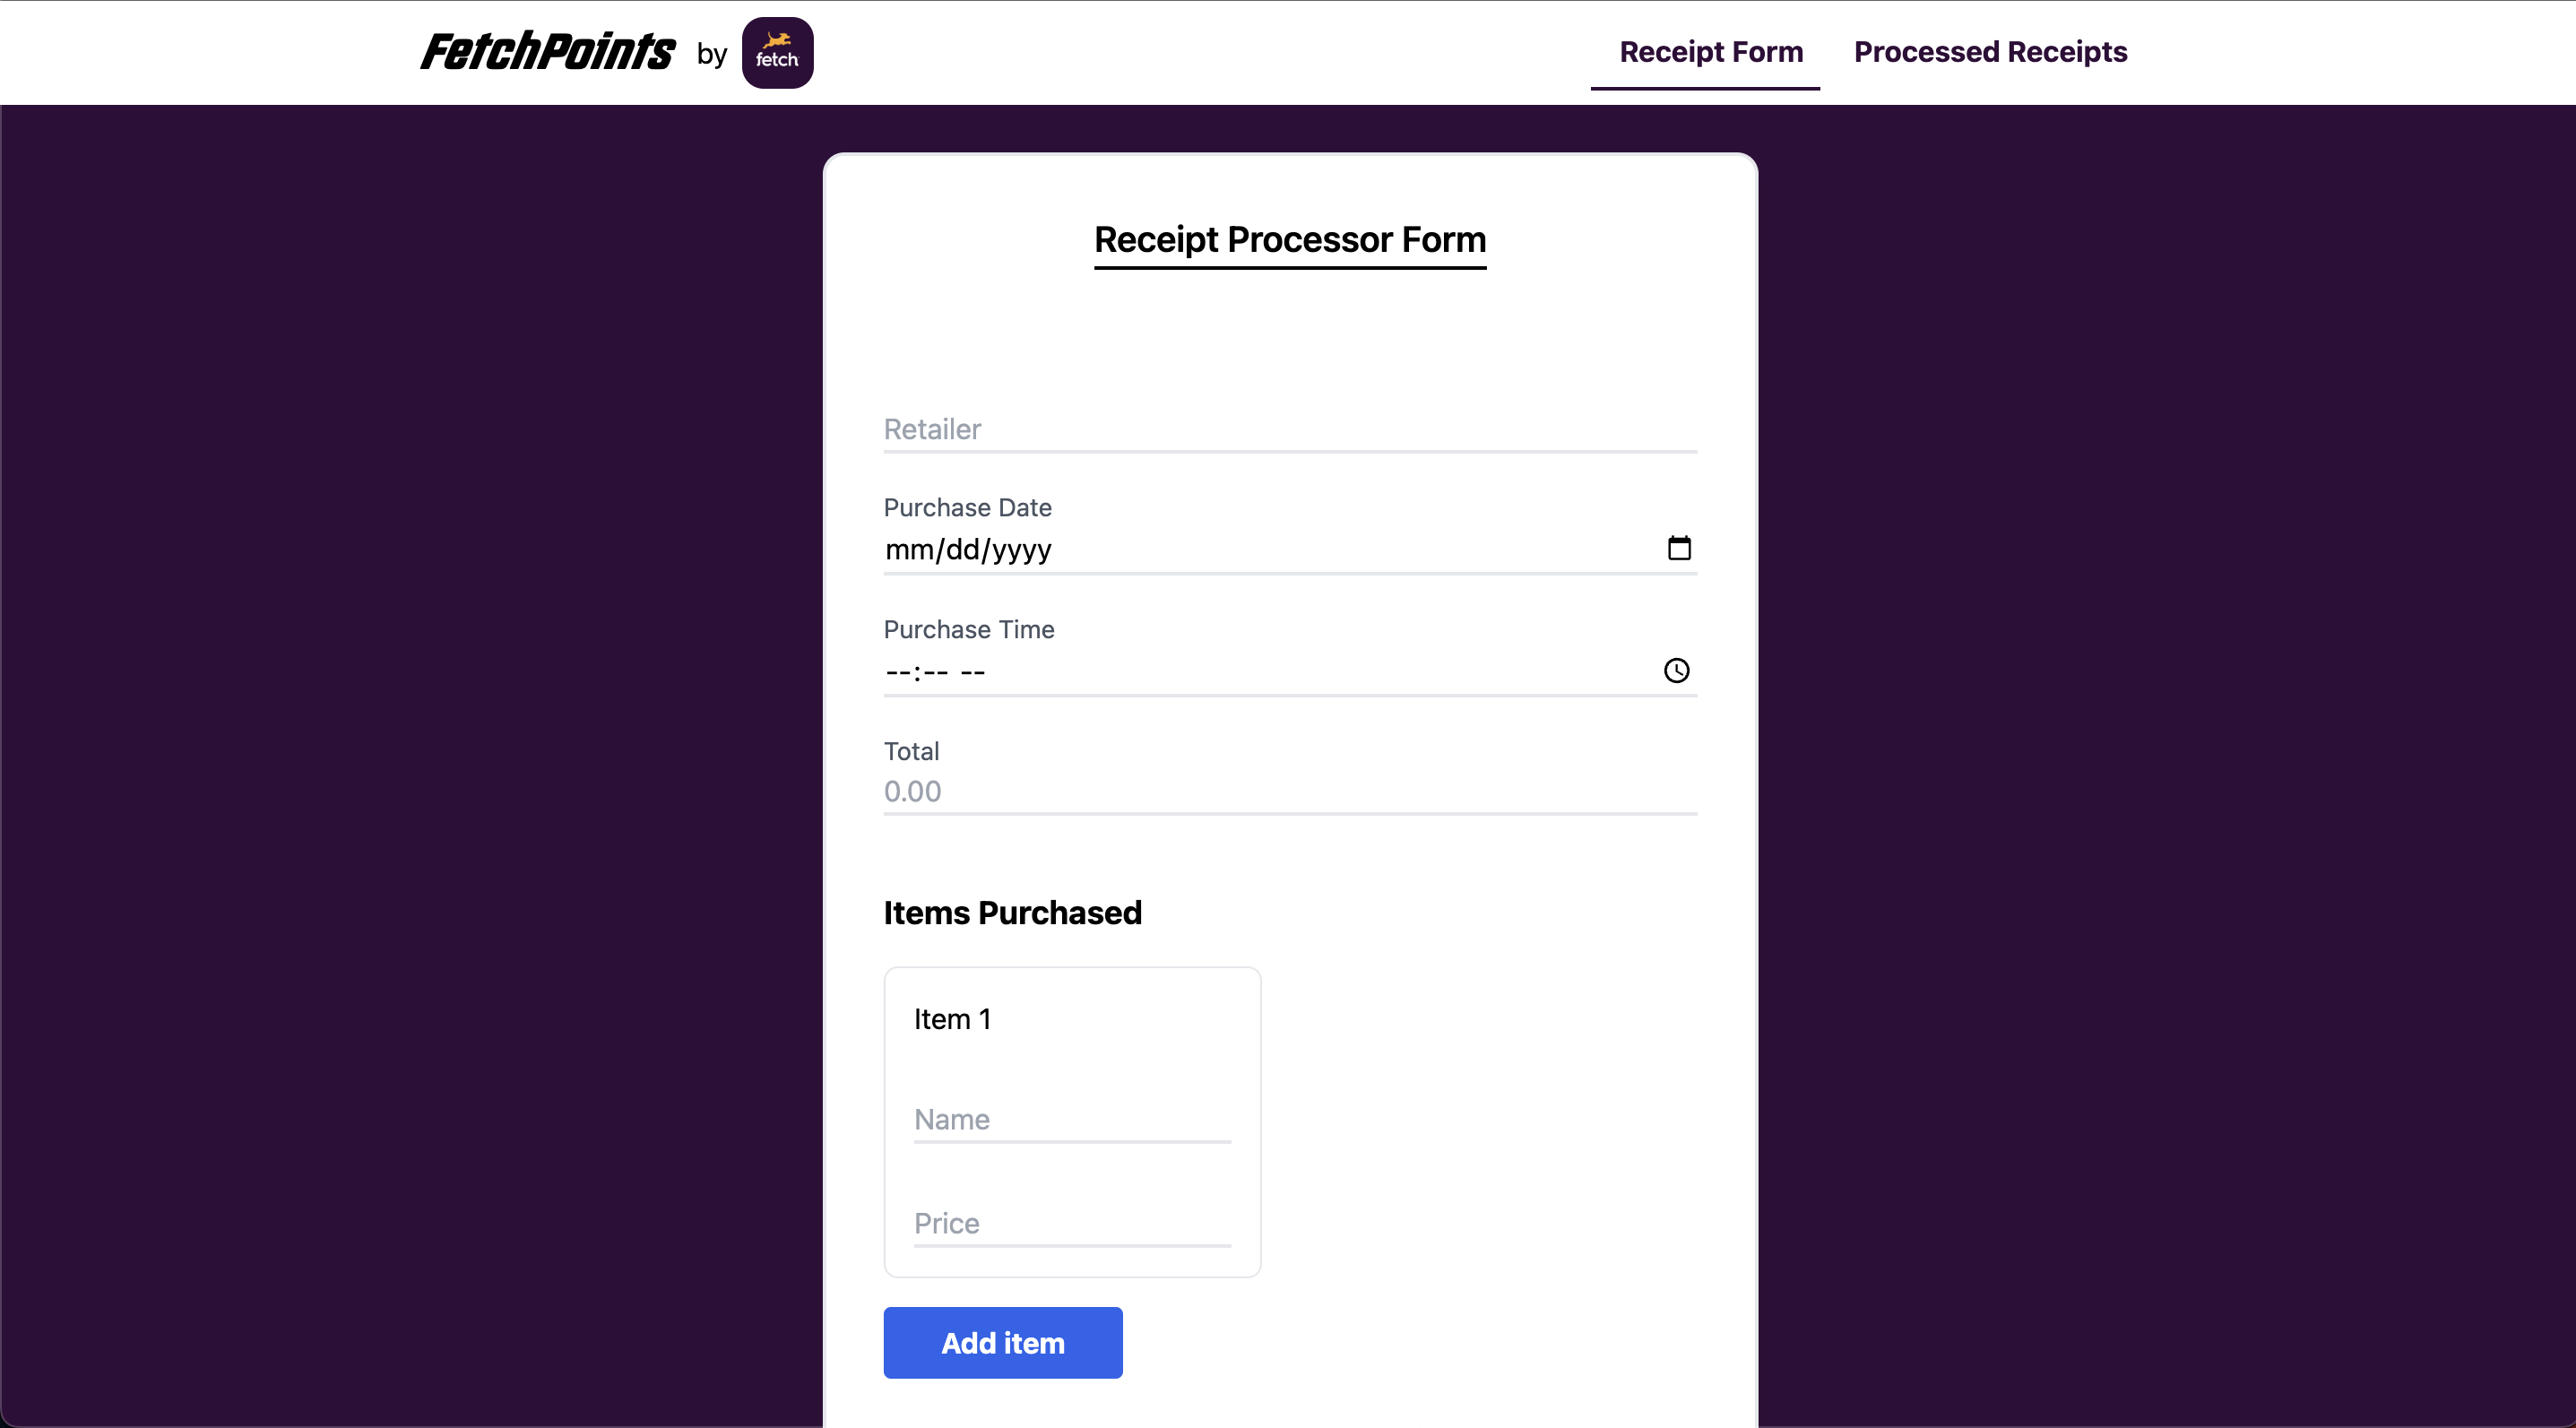 FetchPoints by fetch Receipt Form Processed Receipts
Receipt Processor Form
Retailer
Purchase Date
mm/dd/yyyy
Purchase Time
--:-- --
Total
0.00
Items Purchased
Item 1
Name
Price
Add item